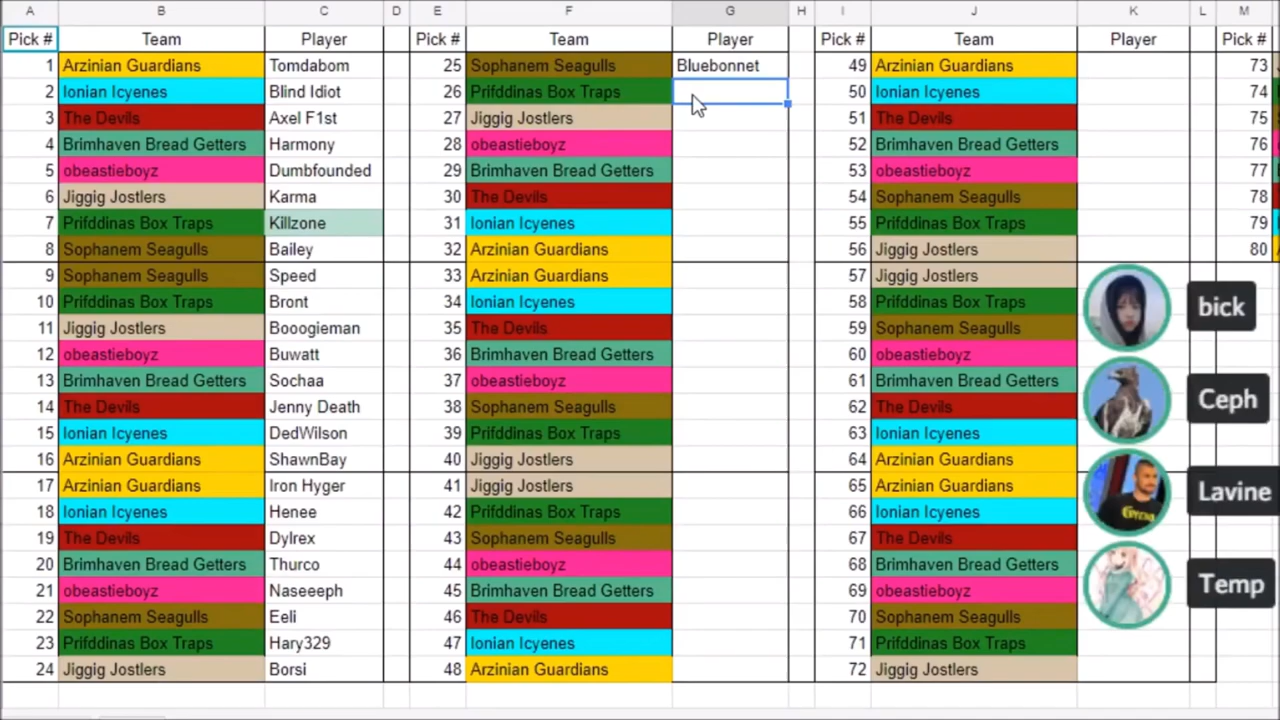 A B C D E F G H I J K L M
Pick # Team Player Pick # Team Player Pick # Team Player Pick #
1 Arzinian Guardians Tomdabom 25 Sophanem Seagulls Bluebonnet 49 Arzinian Guardians 73
2 Ionian Icyenes Blind Idiot 26 Prifddinas Box Traps 50 Ionian Icyenes 74
3 The Devils Axel F1st 27 Jiggig Jostlers 51 The Devils 75
4 Brimhaven Bread Getters Harmony 28 obeastieboyz 52 Brimhaven Bread Getters 76
5 obeastieboyz Dumbfounded 29 Brimhaven Bread Getters 53 obeastieboyz 77
6 Jiggig Jostlers Karma 30 The Devils 54 Sophanem Seagulls 78
7 Prifddinas Box Traps Killzone 31 Ionian Icyenes 55 Prifddinas Box Traps 79
8 Sophanem Seagulls Bailey 32 Arzinian Guardians 56 Jiggig Jostlers 80
9 Sophanem Seagulls Speed 33 Arzinian Guardians 57 Jiggig Jostlers
10 Prifddinas Box Traps Bront 34 Ionian Icyenes 58 Prifddinas Box Traps bick
11 Jiggig Jostlers Booogieman 35 The Devils 59 Sophanem Seagulls
12 obeastieboyz Buwatt 36 Brimhaven Bread Getters 60 obeastieboyz
13 Brimhaven Bread Getters Sochaa 37 obeastieboyz 61 Brimhaven Bread Getters Ceph
14 The Devils Jenny Death 38 Sophanem Seagulls 62 The Devils
15 Ionian Icyenes DedWilson 39 Prifddinas Box Traps 63 Ionian Icyenes
16 Arzinian Guardians ShawnBay 40 Jiggig Jostlers 64 Arzinian Guardians
17 Arzinian Guardians Iron Hyger 41 Jiggig Jostlers 65 Arzinian Guardians Lavine
18 Ionian Icyenes Henee 42 Prifddinas Box Traps 66 Ionian Icyenes
19 The Devils Dylrex 43 Sophanem Seagulls 67 The Devils
20 Brimhaven Bread Getters Thurco 44 obeastieboyz 68 Brimhaven Bread Getters Temp
21 obeastieboyz Naseeeph 45 Brimhaven Bread Getters 69 obeastieboyz
22 Sophanem Seagulls Eeli 46 The Devils 70 Sophanem Seagulls
23 Prifddinas Box Traps Hary329 47 Ionian Icyenes 71 Prifddinas Box Traps
24 Jiggig Jostlers Borsi 48 Arzinian Guardians 72 Jiggig Jostlers